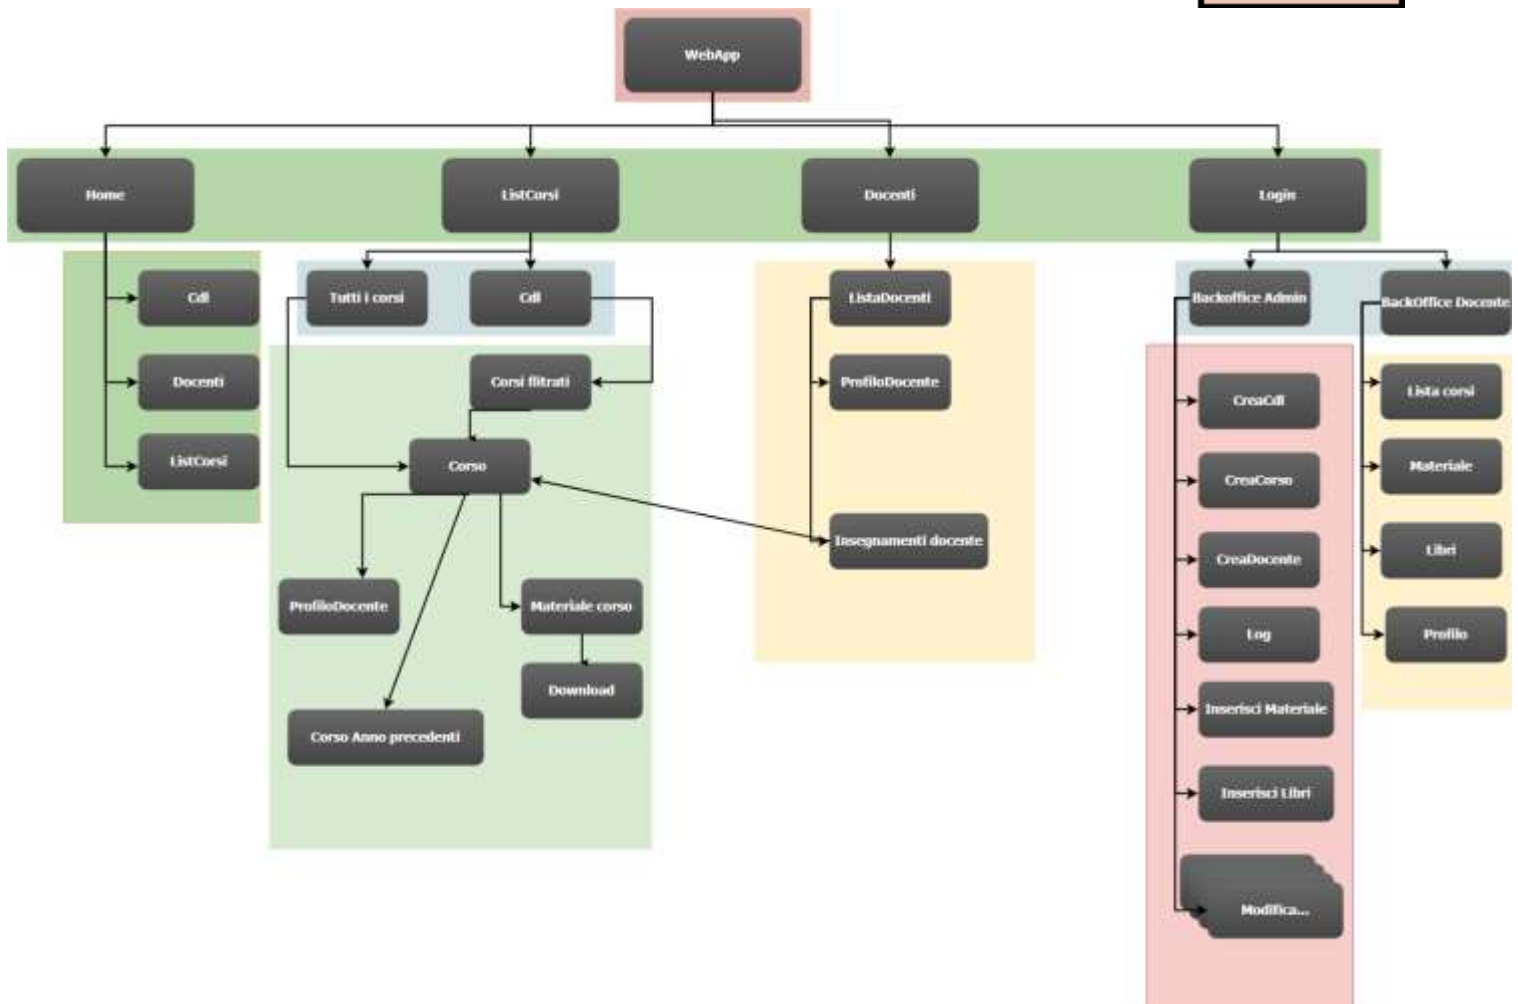 WebApp
Home
ListCorsi
Docenti
Login
Cdl
Docenti
ListCorsi
Tutti i corsi
Cdl
Corsi flitrati
Corso
ProfiloDocente
Materiale corso
Download
Corso Anno precedenti
ListaDocenti
ProfiloDocente
Insegnamenti docente
Backoffice Admin
BackOffice Docente
CreaCdl
CreaCorso
CreaDocente
Log
Inserisci Materiale
Inserisci Libri
Modifica...
Lista corsi
Materiale
Libri
Profilo